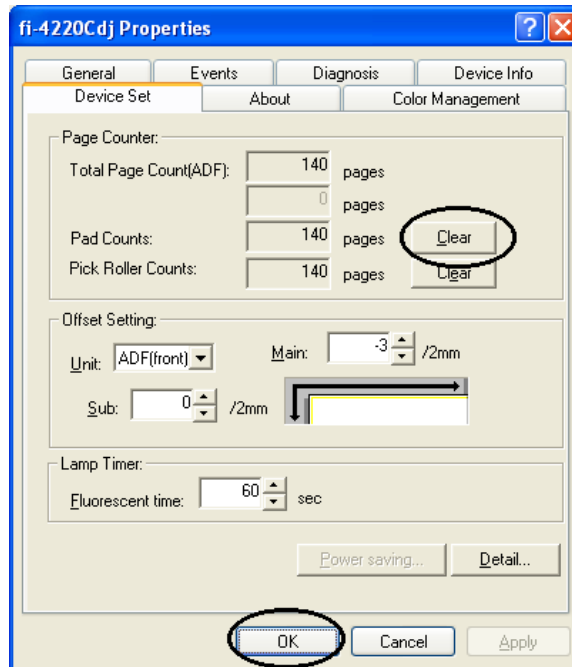 fi-4220Cdj Properties
General Events Diagnosis Device Info
Device Set About Color Management
Page Counter:
Total Page Count(ADF): 140 pages
0 pages
Pad Counts: 140 pages Clear
Pick Roller Counts: 140 pages Clear
Offset Setting:
Unit: ADF(front) Main: -3 /2mm
Sub: 0 /2mm
Lamp Timer:
Fluorescent time: 60 sec
Power saving... Detail...
OK Cancel Apply